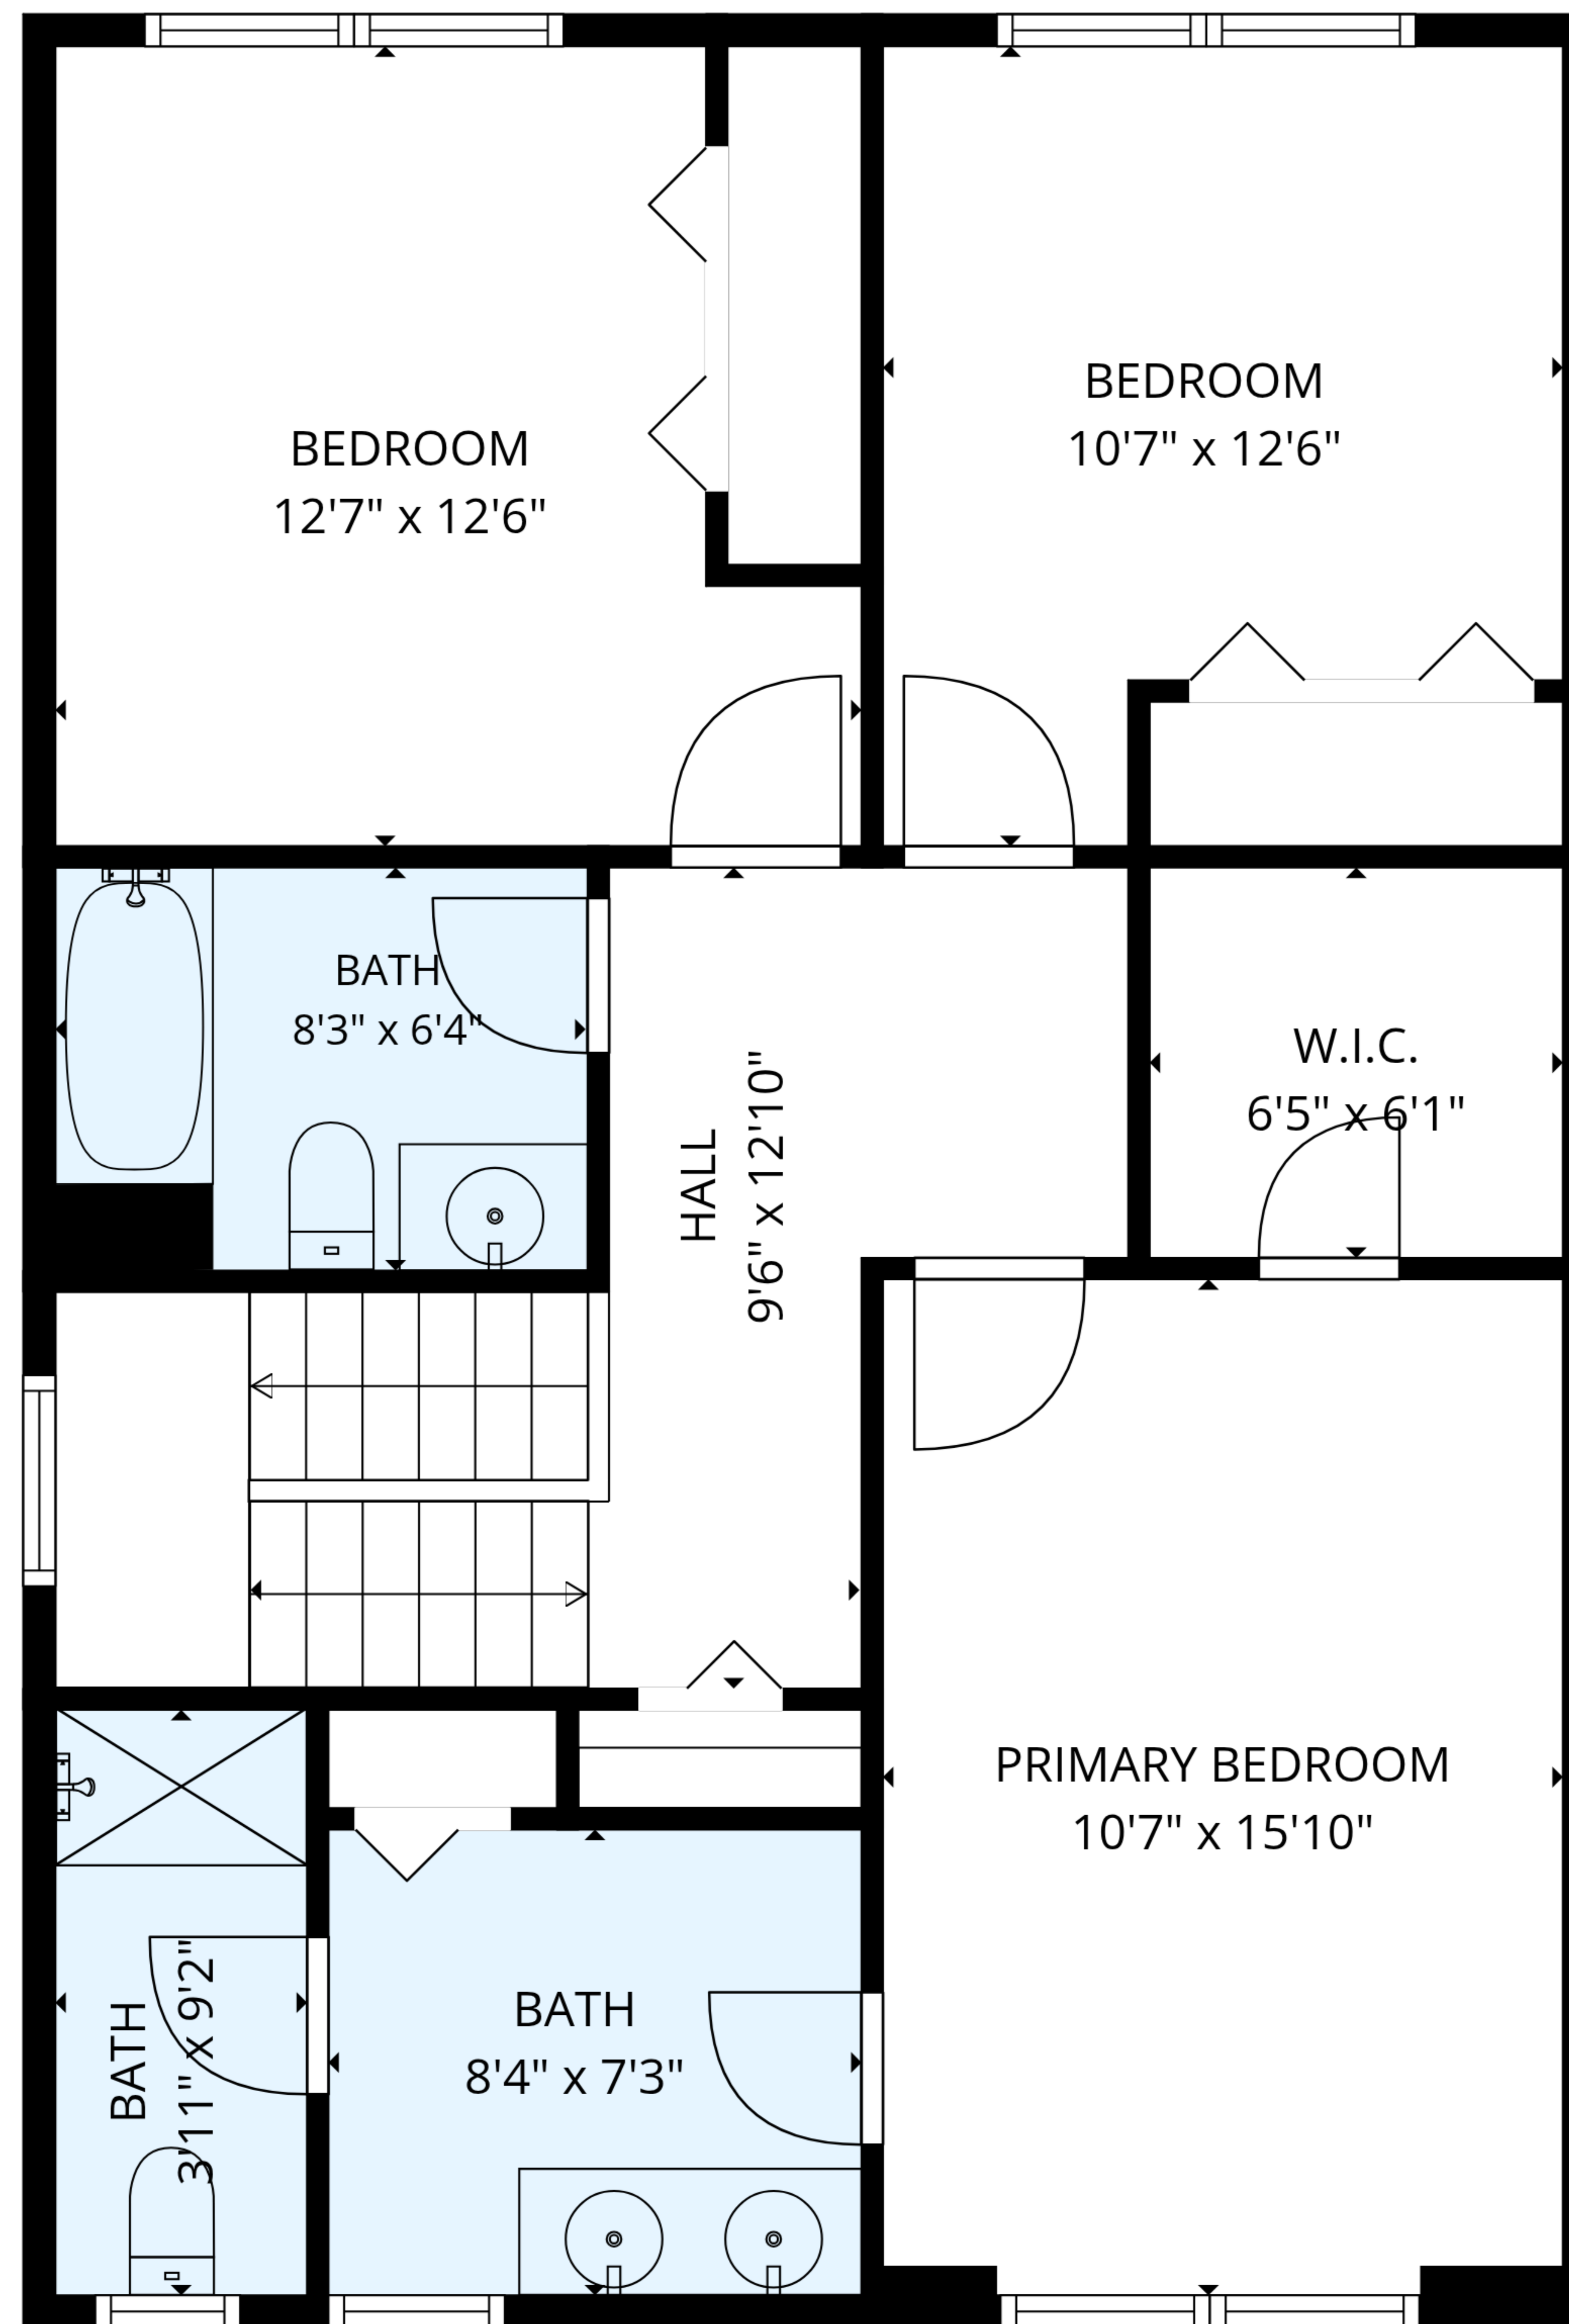 BEDROOM
12'7" x 12'6"
BEDROOM
10'7" x 12'6"
BATH
8'3" x 6'4"
HALL
9'6" x 12'10"
W.I.C.
6'5" x 6'1"
PRIMARY BEDROOM
10'7" x 15'10"
BATH
3'11" x 9'2"
BATH
8'4" x 7'3"